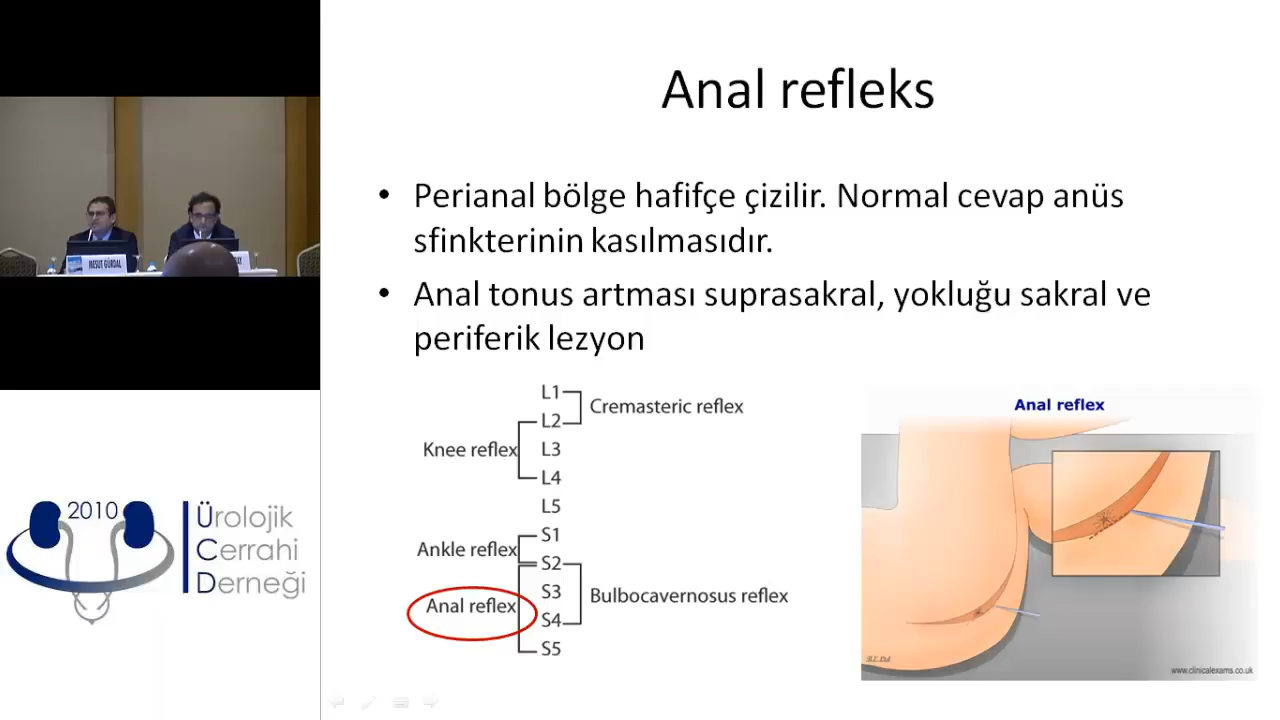 Anal refleks
• Perianal bölge hafifçe çizilir. Normal cevap anüs
sfinkterinin kasılmasıdır.
• Anal tonus artması suprasakral, yokluğu sakral ve
periferik lezyon
L1
Cremasteric reflex
L2
Knee reflex
L3
L4
L5
S1
Ankle reflex
S2
S3
Bulbocavernosus reflex
Anal reflex
S4
S5
Anal reflex
www.clinicalexams.co.uk
MESUT GÜRDAL
2010
Ürolojik
Cerrahi
Derneği